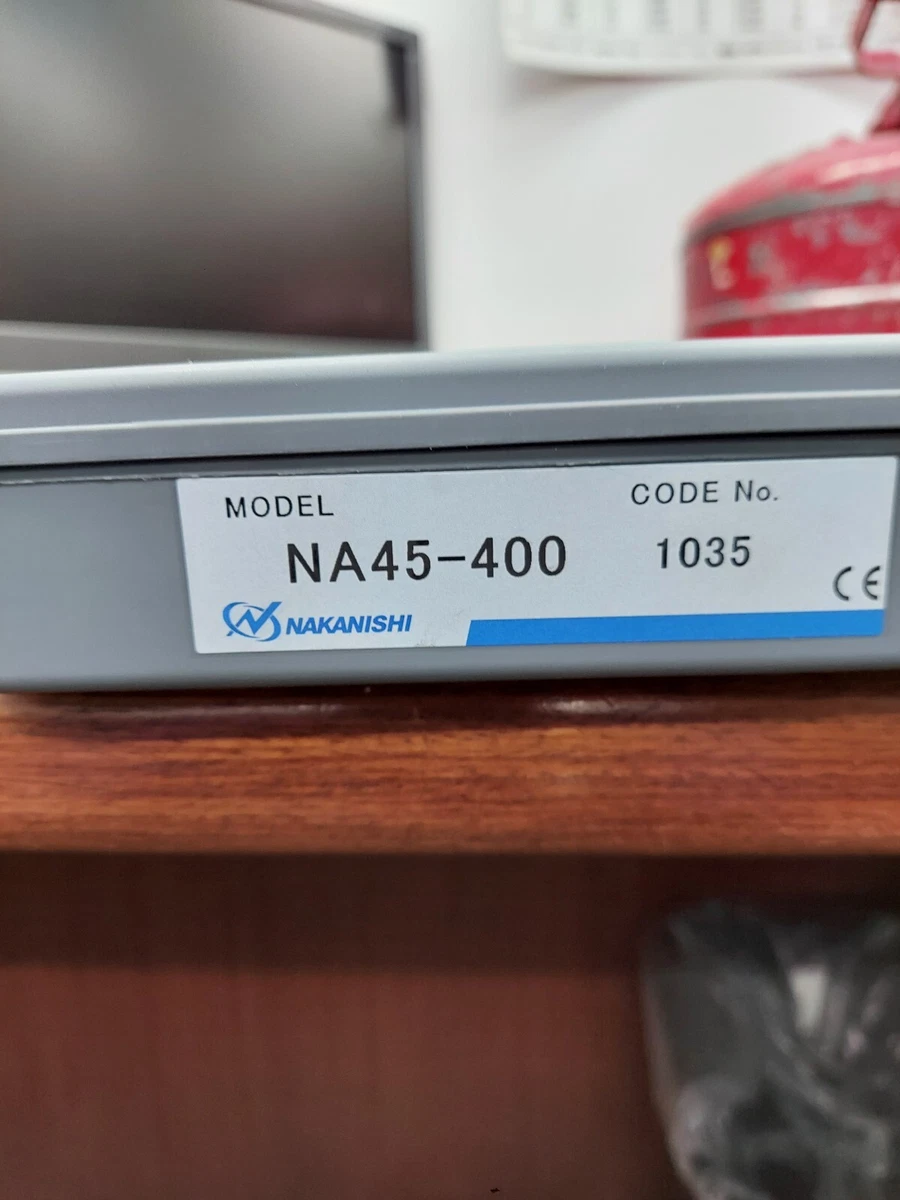 MODEL
CODE No.
NA45-400
1035
NAKANISHI
CE